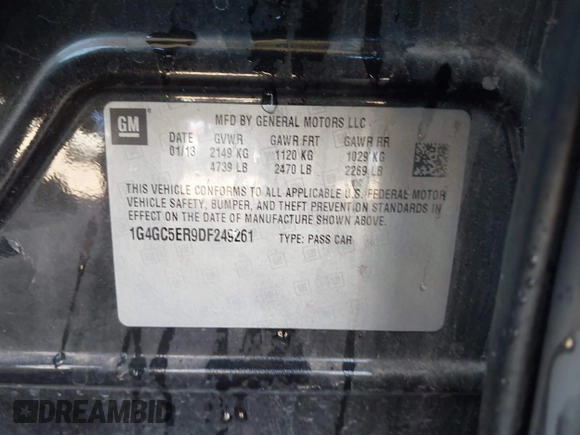 GM
MFD BY GENERAL MOTORS LLC
DATE GVWR GAWR FRT GAWR RR
01/13 2149 KG 1120 KG 1029 KG
4739 LB 2470 LB 2269 LB
THIS VEHICLE CONFORMS TO ALL APPLICABLE U.S. FEDERAL MOTOR
VEHICLE SAFETY, BUMPER, AND THEFT PREVENTION STANDARDS IN
EFFECT ON THE DATE OF MANUFACTURE SHOWN ABOVE.
1G4GC5ER9DF249261 TYPE: PASS CAR
DREAMBID